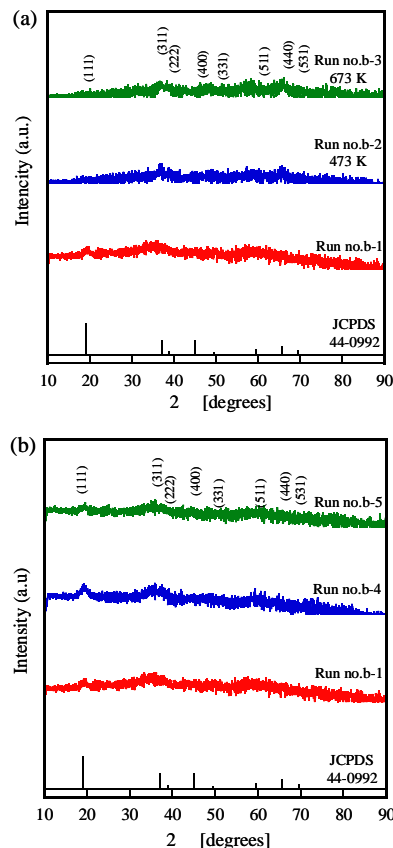 (a)
(111)
(311)
(222)
(400)
(331)
(511)
(440)
(531)
Run no.b-3
673 K
Run no.b-2
473 K
Run no.b-1
JCPDS
44-0992
Intencity (a.u.)
10 20 30 40 50 60 70 80 90
2 [degrees]
(b)
(111)
(311)
(222)
(400)
(331)
(511)
(440)
(531)
Run no.b-5
Run no.b-4
Run no.b-1
JCPDS
44-0992
Intensity (a.u)
10 20 30 40 50 60 70 80 90
2 [degrees]